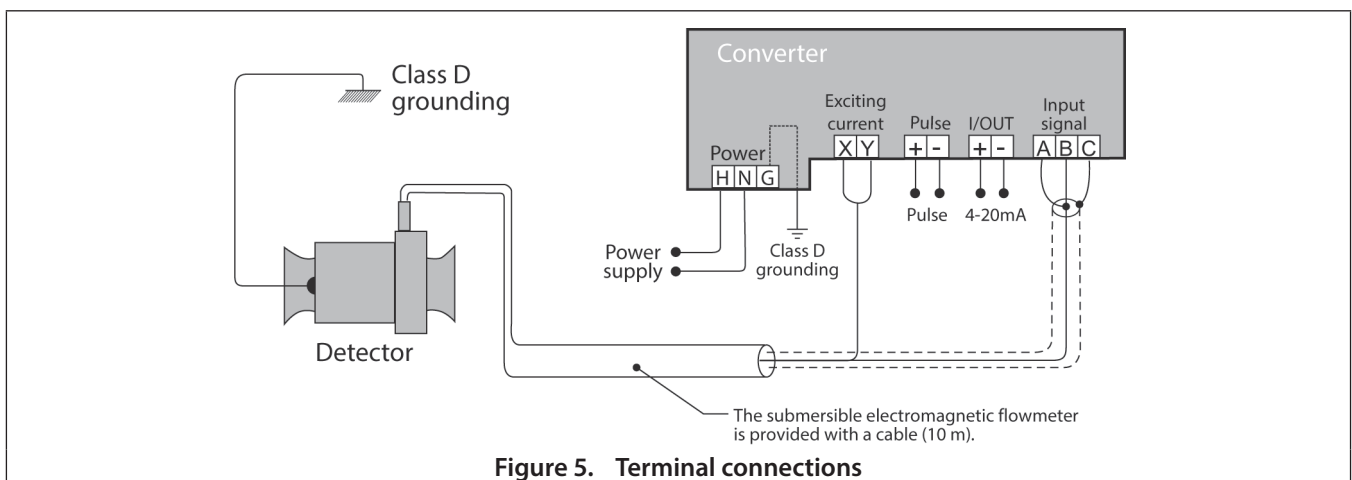 Converter
Class D
grounding
Exciting
current
Pulse
I/OUT
Input
signal
X Y
+ -
+ -
A B C
Power
H N G
Pulse
4-20mA
Power
supply
Class D
grounding
Detector
The submersible electromagnetic flowmeter
is provided with a cable (10 m).
Figure 5. Terminal connections